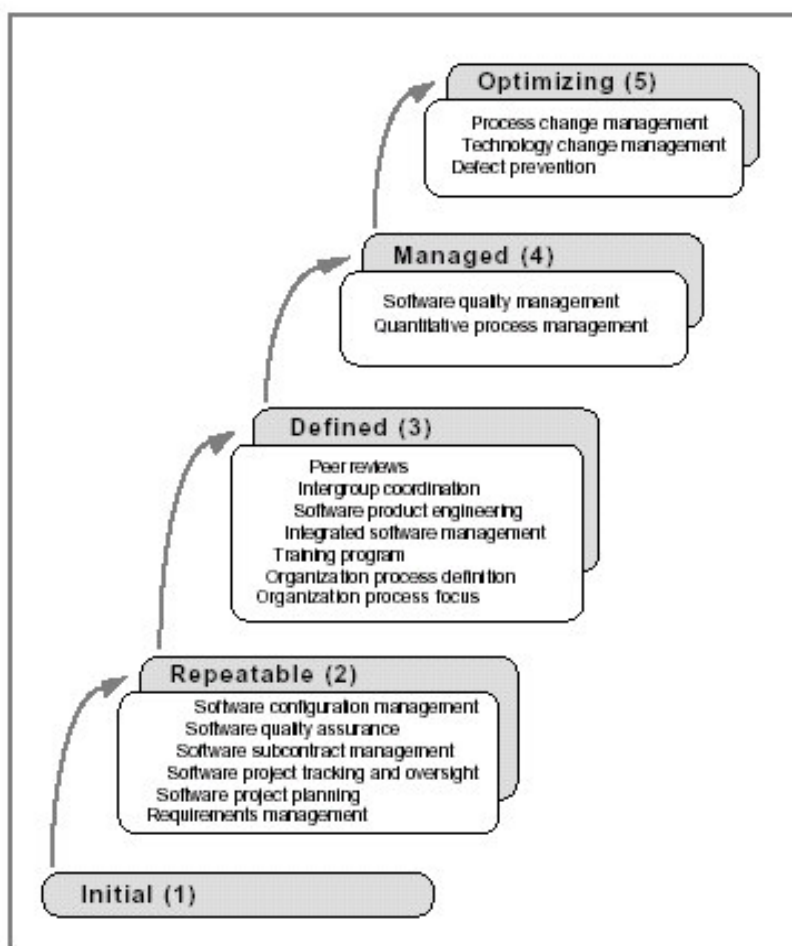 Optimizing (5)
Process change management
Technology change management
Defect prevention
Managed (4)
Software quality management
Quantitative process management
Defined (3)
Peer reviews
Intergroup coordination
Software product engineering
Integrated software management
Training program
Organization process definition
Organization process focus
Repeatable (2)
Software configuration management
Software quality assurance
Software subcontract management
Software project tracking and oversight
Software project planning
Requirements management
Initial (1)